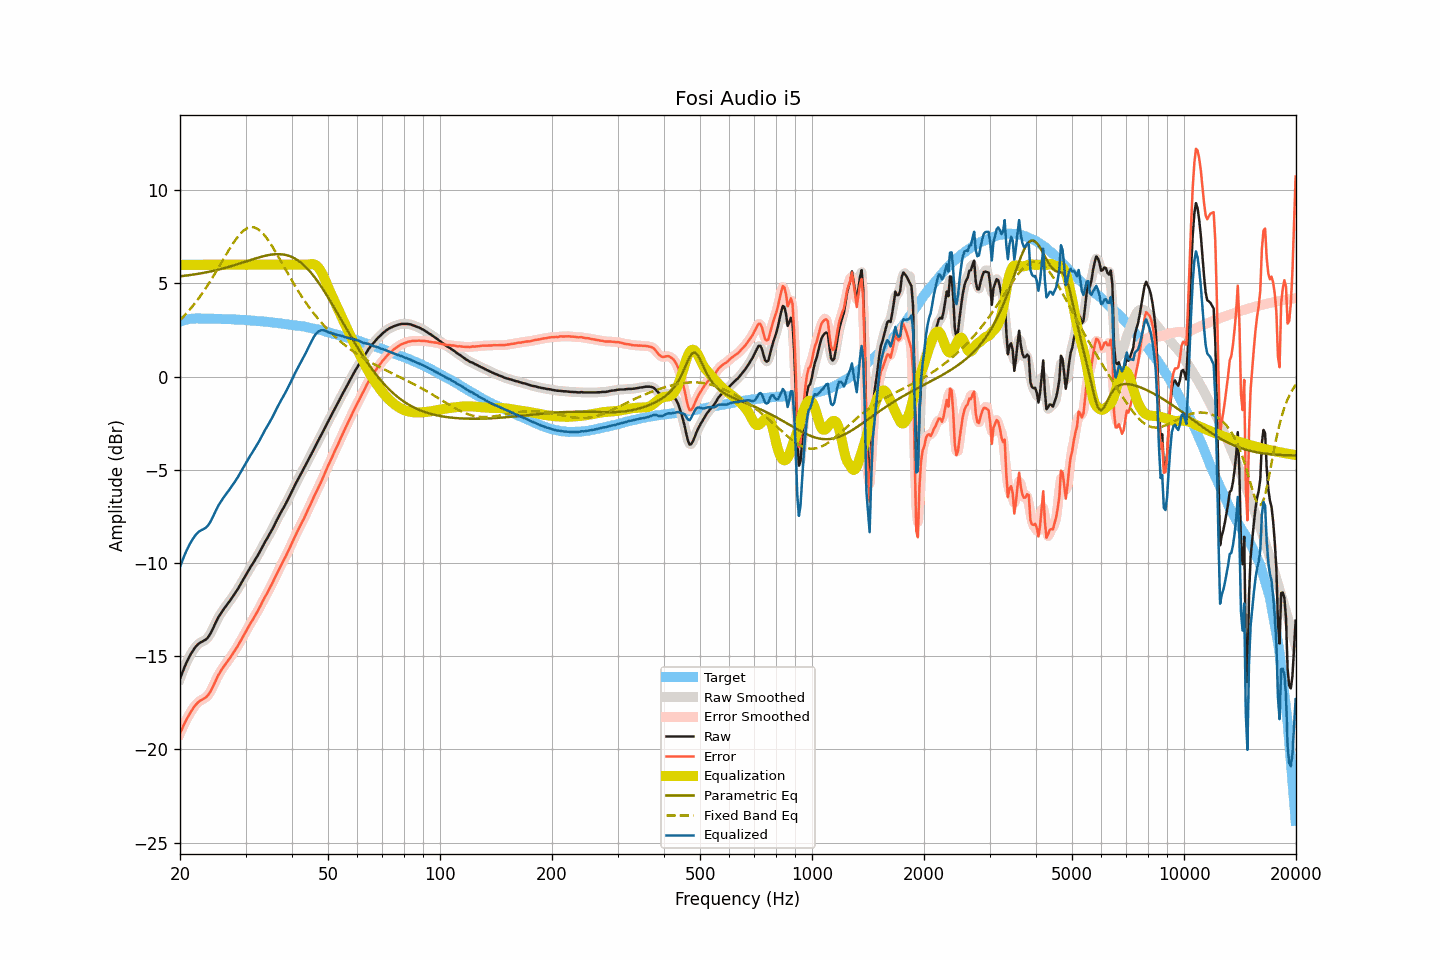 Fosi Audio i5
Amplitude (dBr)
10
5
0
−5
−10
−15
−20
−25
Target
Raw Smoothed
Error Smoothed
Raw
Error
Equalization
Parametric Eq
Fixed Band Eq
Equalized
20 50 100 200 500 1000 2000 5000 10000 20000
Frequency (Hz)